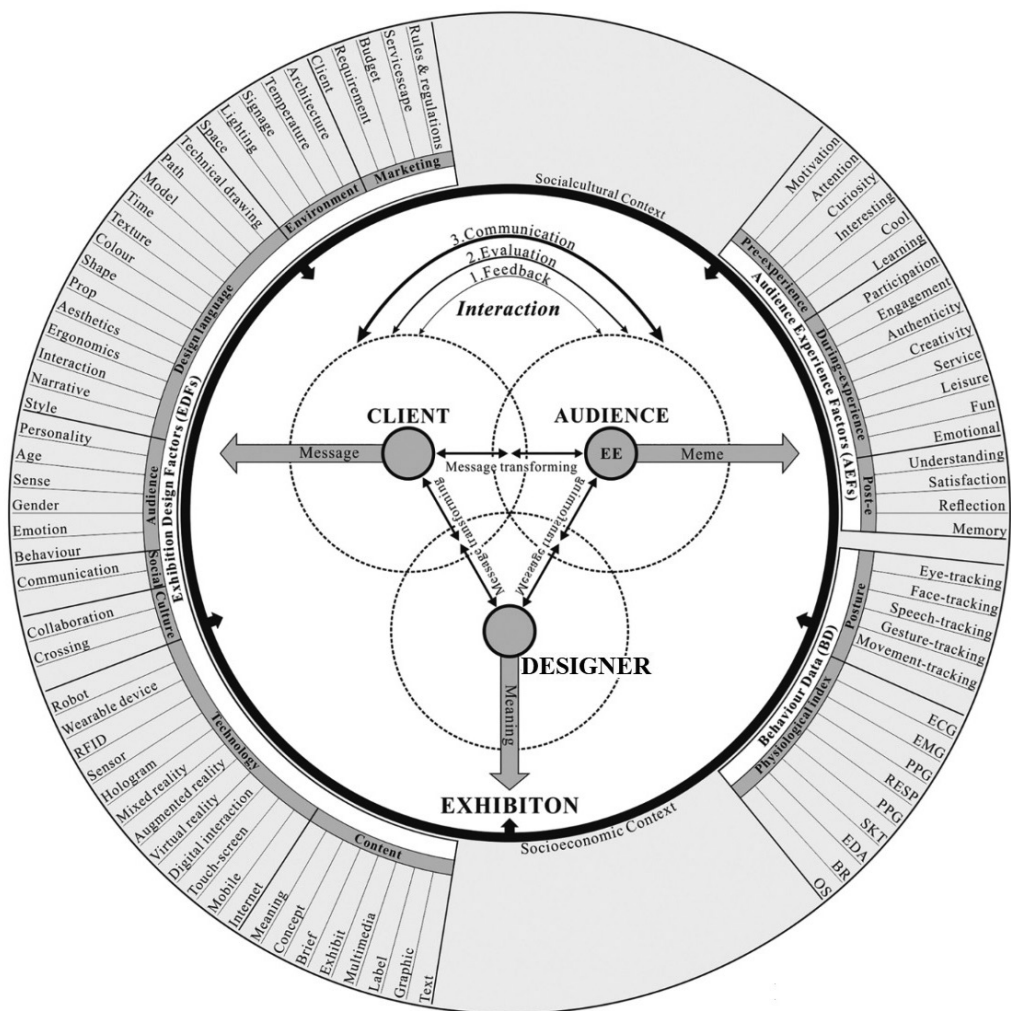 Rules & regulations
Servicescape
Budget
Requirement
Client
Architecture
Temperature
Signage
Lighting
Space
Technical drawing
Path
Model
Time
Texture
Colour
Shape
Prop
Aesthetics
Ergonomics
Interaction
Narrative
Style
Personality
Age
Sense
Gender
Emotion
Behaviour
Communication
Collaboration
Crossing
Robot
Wearable device
RFID
Sensor
Hologram
Mixed reality
Augmented reality
Virtual reality
Digital interaction
Touch-screen
Mobile
Internet
Meaning
Concept
Brief
Exhibit
Multimedia
Label
Graphic
Text
Marketing
Environment
Design language
Audience
Social Culture
Technology
Content
Exhibition Design Factors (EDFs)
Socialcultural Context
3.Communication
2.Evaluation
1.Feedback
Interaction
CLIENT
AUDIENCE
Message
EE
Meme
Message transforming
Message transforming
Message transforming
DESIGNER
Meaning
EXHIBITON
Socioeconomic Context
Motivation
Attention
Curiosity
Interesting
Cool
Learning
Participation
Engagement
Authenticity
Creativity
Service
Leisure
Fun
Emotional
Understanding
Satisfaction
Reflection
Memory
Pre-experience
During-experience
Post-e
Audience Experience Factors (AEFs)
Eye-tracking
Face-tracking
Speech-tracking
Gesture-tracking
Movement-tracking
ECG
EMG
PPG
RESP
PPG
SKT
EDA
BR
OS
Posture
Physiological index
Behaviour Data (BD)